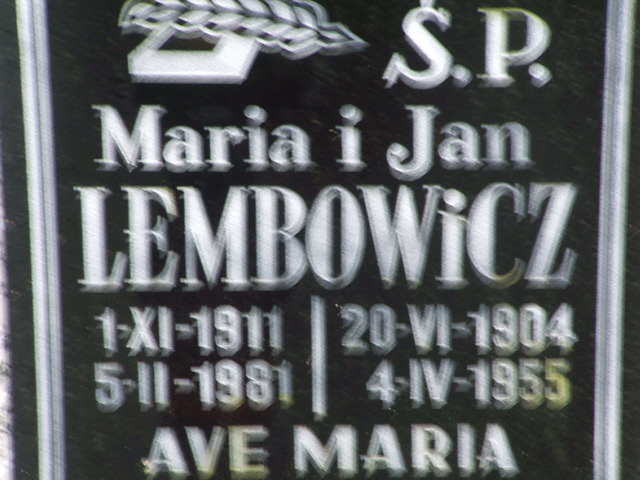 Ś.P.
Maria i Jan
LEMBOWiCZ
1-XI-1911 | 20-VI-1904
5-II-1981 | 4-IV-1955
AVE MARIA